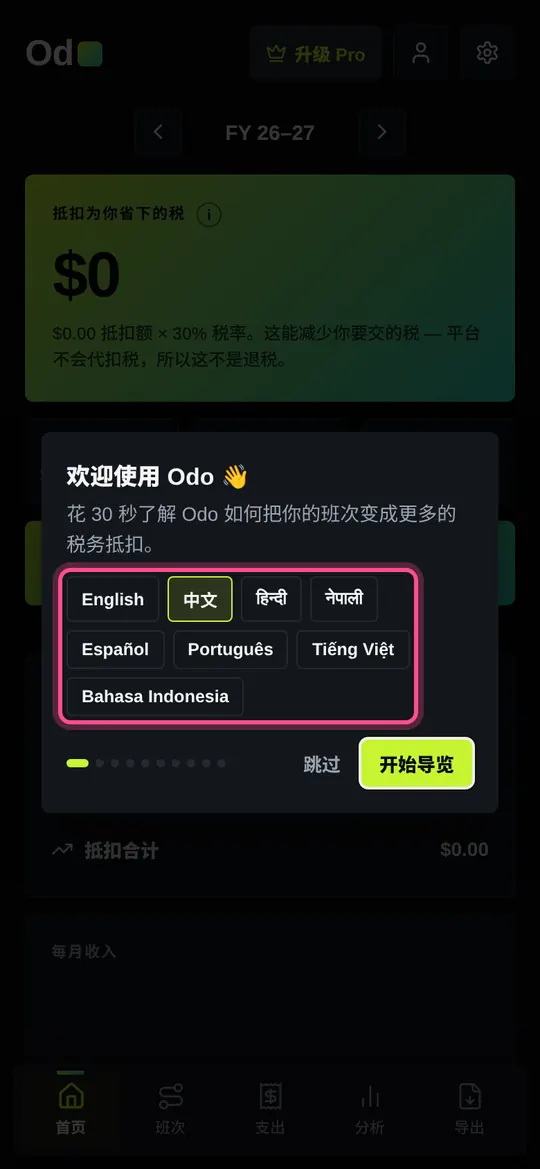 Od
升级 Pro
FY 26–27
抵扣为你省下的税
$0
$0.00 抵扣额 × 30% 税率。这能减少你要交的税 — 平台
不会代扣税，所以这不是退税。
欢迎使用 Odo 👋
花 30 秒了解 Odo 如何把你的班次变成更多的
税务抵扣。
English 中文 हिन्दी नेपाली
Español Português Tiếng Việt
Bahasa Indonesia
跳过 开始导览
抵扣合计 $0.00
每月收入
首页 班次 支出 分析 导出